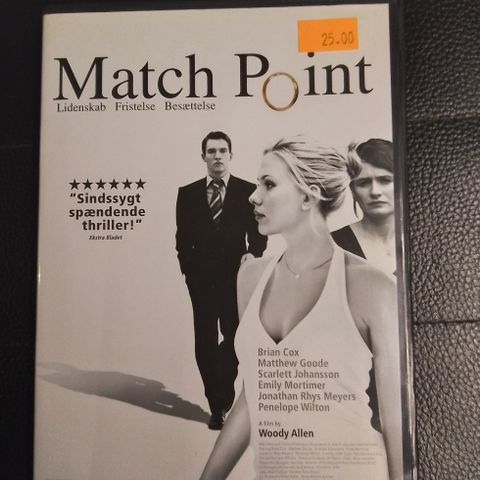 25.00
Match Point
Lidenskab Fristelse Besættelse
★★★★★★
"Sindssygt
spændende
thriller!"
Ekstra Bladet
Brian Cox
Matthew Goode
Scarlett Johansson
Emily Mortimer
Jonathan Rhys Meyers
Penelope Wilton
A film by
Woody Allen